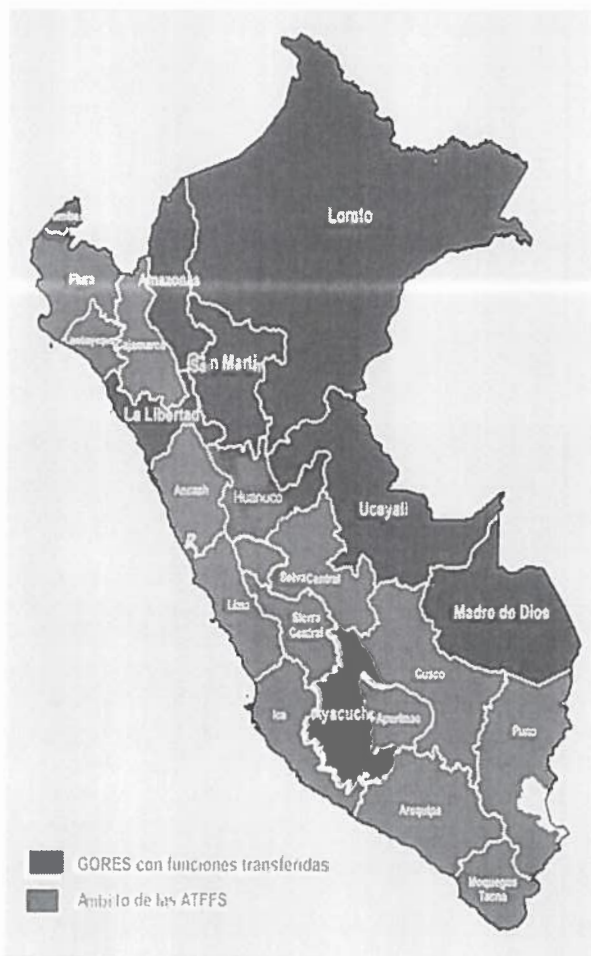 Loreto
Tumbes
Piura
Amazonas
Lambayeque
Cajamarca
San Martín
La Libertad
Ancash
Huanuco
Ucayali
Selva Central
Lima
Sierra
Central
Madre de Dios
Cusco
Ica
Ayacucho
Apurimac
Puno
Arequipa
Moquegua
Tacna
GORES con funciones transferidas
Ambito de las ATFFS